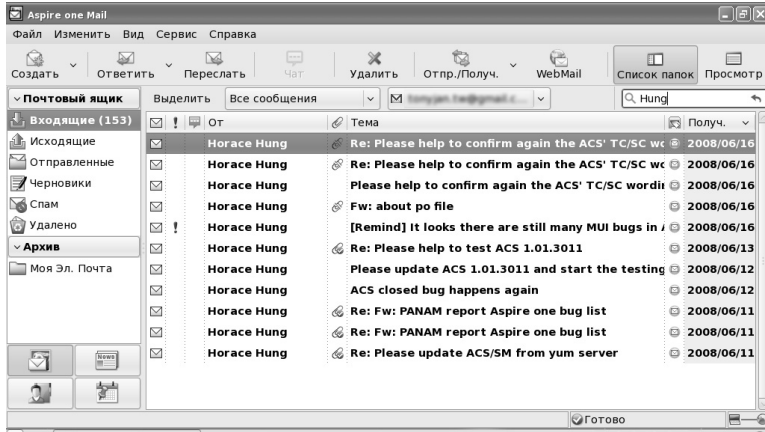 Aspire one Mail
Файл Изменить Вид Сервис Справка
Создать Ответить Переслать Чат Удалить Отпр./Получ. WebMail Список папок Просмотр
Почтовый ящик Выделить Все сообщения Hung
Входящие (153) ! От Тема Получ.
Исходящие
Отправленные
Черновики
Спам
Удалено
Архив
Моя Эл. Почта
News
Horace Hung Re: Please help to confirm again the ACS' TC/SC wo 2008/06/16
Horace Hung Re: Please help to confirm again the ACS' TC/SC wo 2008/06/16
Horace Hung Please help to confirm again the ACS' TC/SC wordin 2008/06/16
Horace Hung Fw: about po file 2008/06/16
! Horace Hung [Remind] It looks there are still many MUI bugs in A 2008/06/16
Horace Hung Re: Please help to test ACS 1.01.3011 2008/06/13
Horace Hung Please update ACS 1.01.3011 and start the testing 2008/06/12
Horace Hung ACS closed bug happens again 2008/06/12
Horace Hung Re: Fw: PANAM report Aspire one bug list 2008/06/11
Horace Hung Re: Fw: PANAM report Aspire one bug list 2008/06/11
Horace Hung Re: Please update ACS/SM from yum server 2008/06/11
Готово